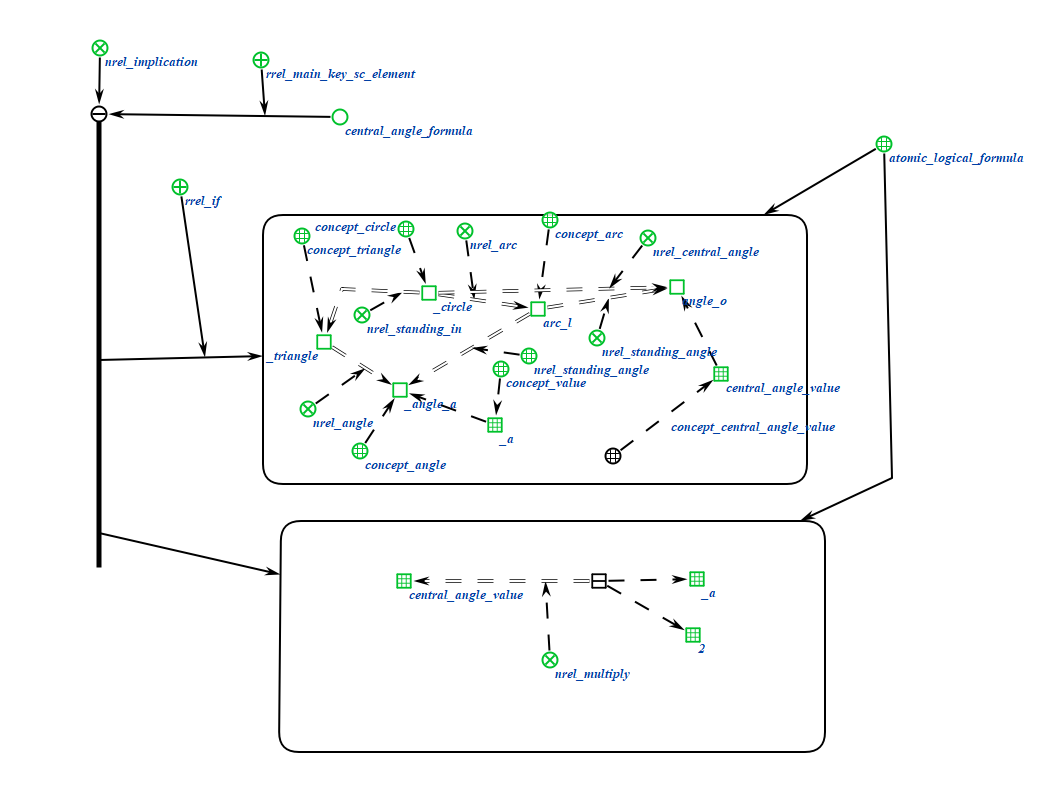 nrel_implication
rrel_main_key_sc_element
central_angle_formula
atomic_logical_formula
rrel_if
concept_circle
concept_triangle
nrel_arc
concept_arc
nrel_central_angle
_circle
angle_o
nrel_standing_in
arc_l
_triangle
nrel_standing_angle
nrel_standing_angle
concept_value
central_angle_value
_angle_a
nrel_angle
concept_central_angle_value
_a
concept_angle
central_angle_value
_a
2
nrel_multiply